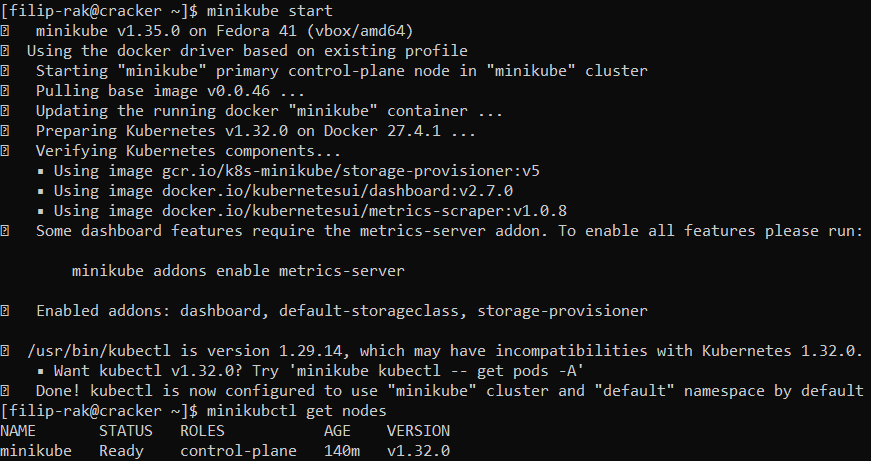 [filip-rak@cracker ~]$ minikube start
minikube v1.35.0 on Fedora 41 (vbox/amd64)
Using the docker driver based on existing profile
Starting "minikube" primary control-plane node in "minikube" cluster
Pulling base image v0.0.46 ...
Updating the running docker "minikube" container ...
Preparing Kubernetes v1.32.0 on Docker 27.4.1 ...
Verifying Kubernetes components...
▪ Using image gcr.io/k8s-minikube/storage-provisioner:v5
▪ Using image docker.io/kubernetesui/dashboard:v2.7.0
▪ Using image docker.io/kubernetesui/metrics-scraper:v1.0.8
Some dashboard features require the metrics-server addon. To enable all features please run:
minikube addons enable metrics-server
Enabled addons: dashboard, default-storageclass, storage-provisioner
/usr/bin/kubectl is version 1.29.14, which may have incompatibilities with Kubernetes 1.32.0.
▪ Want kubectl v1.32.0? Try 'minikube kubectl -- get pods -A'
Done! kubectl is now configured to use "minikube" cluster and "default" namespace by default
[filip-rak@cracker ~]$ minikubctl get nodes
NAME STATUS ROLES AGE VERSION
minikube Ready control-plane 140m v1.32.0